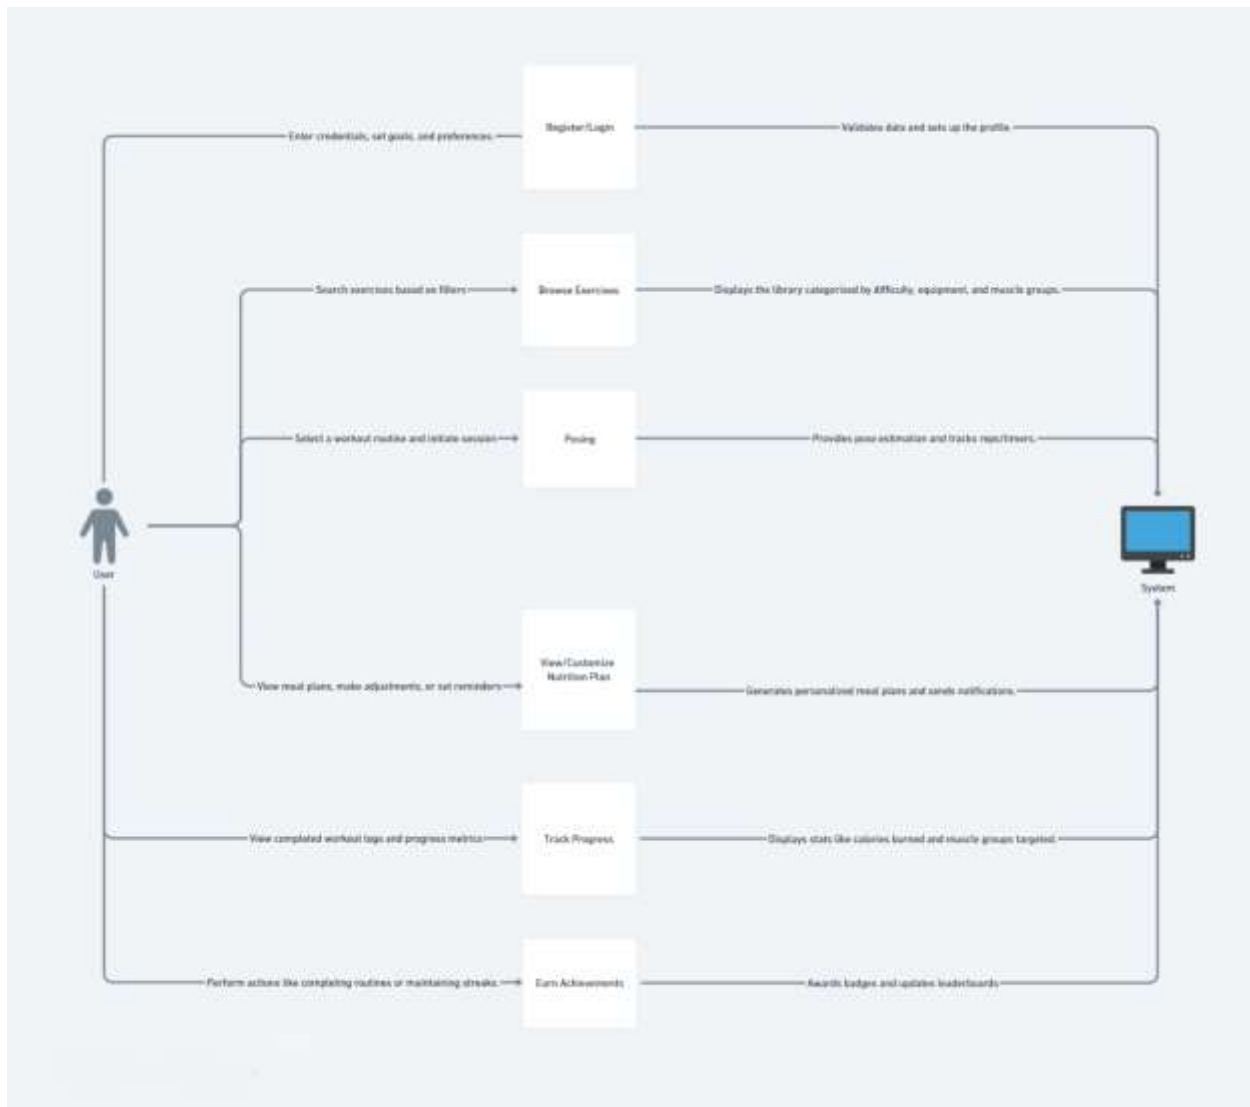 Enter credentials, set goals, and preferences.
Register/Login
Validates data and sets up the profile
Search exercises based on filters
Browse Exercises
Displays the library categorised by difficulty, equipment, and muscle groups.
Select a workout routine and initiate session
Posing
Provides pose estimation and tracks reps/timers.
User
System
View meal plans, make adjustments, or set reminders
View/Customize
Nutrition Plan
Generates personalised meal plans and sends notifications.
View completed workout logs and progress metrics
Track Progress
Displays stats like calories burned and muscle groups targeted.
Perform actions like completing routines or maintaining streaks.
Earn Achievements
Awards badges and updates leaderboards